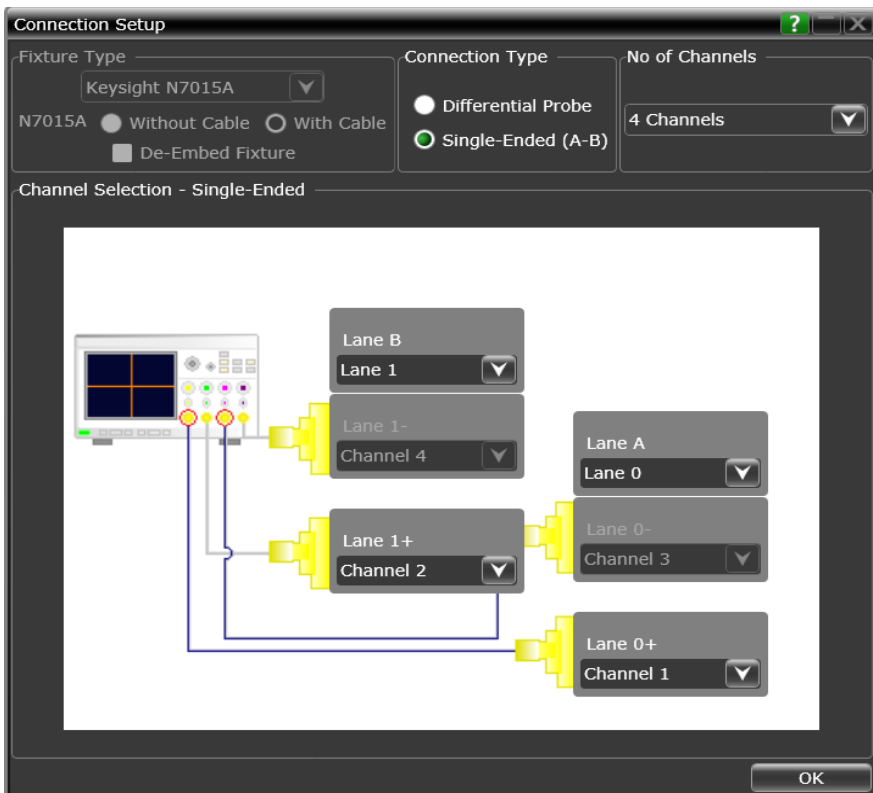 Connection Setup
?
Fixture Type
Keysight N7015A
N7015A Without Cable With Cable
De-Embed Fixture
Connection Type
Differential Probe
Single-Ended (A-B)
No of Channels
4 Channels
Channel Selection - Single-Ended
Lane B
Lane 1
Lane 1-
Channel 4
Lane 1+
Channel 2
Lane A
Lane 0
Lane 0-
Channel 3
Lane 0+
Channel 1
OK